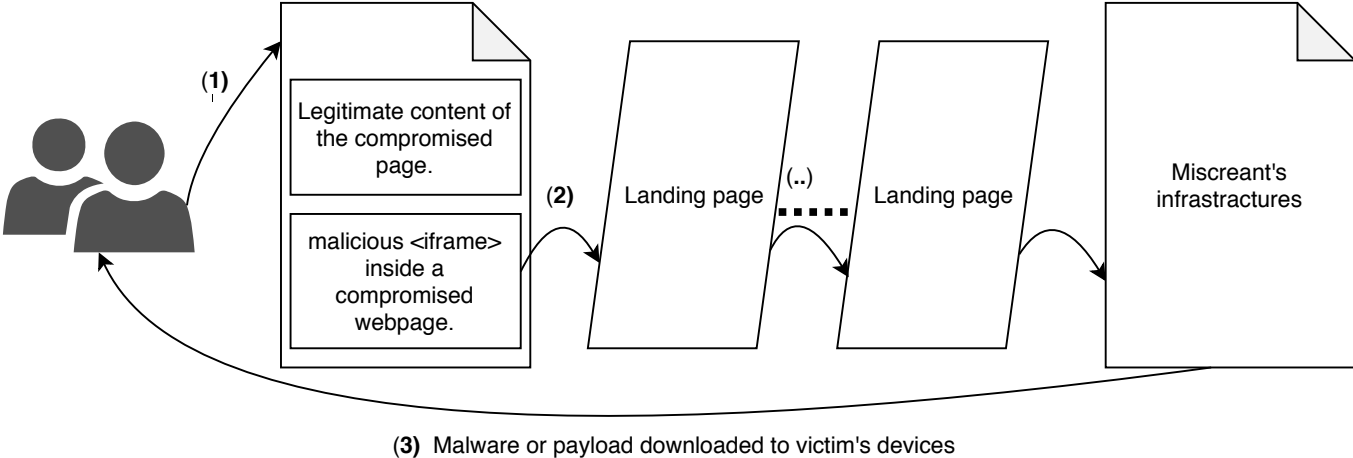 (1)
Legitimate content of
the compromised
page.
malicious <iframe>
inside a
compromised
webpage.
(2)
Landing page
(..)
Landing page
Miscreant's
infrastractures
(3) Malware or payload downloaded to victim's devices